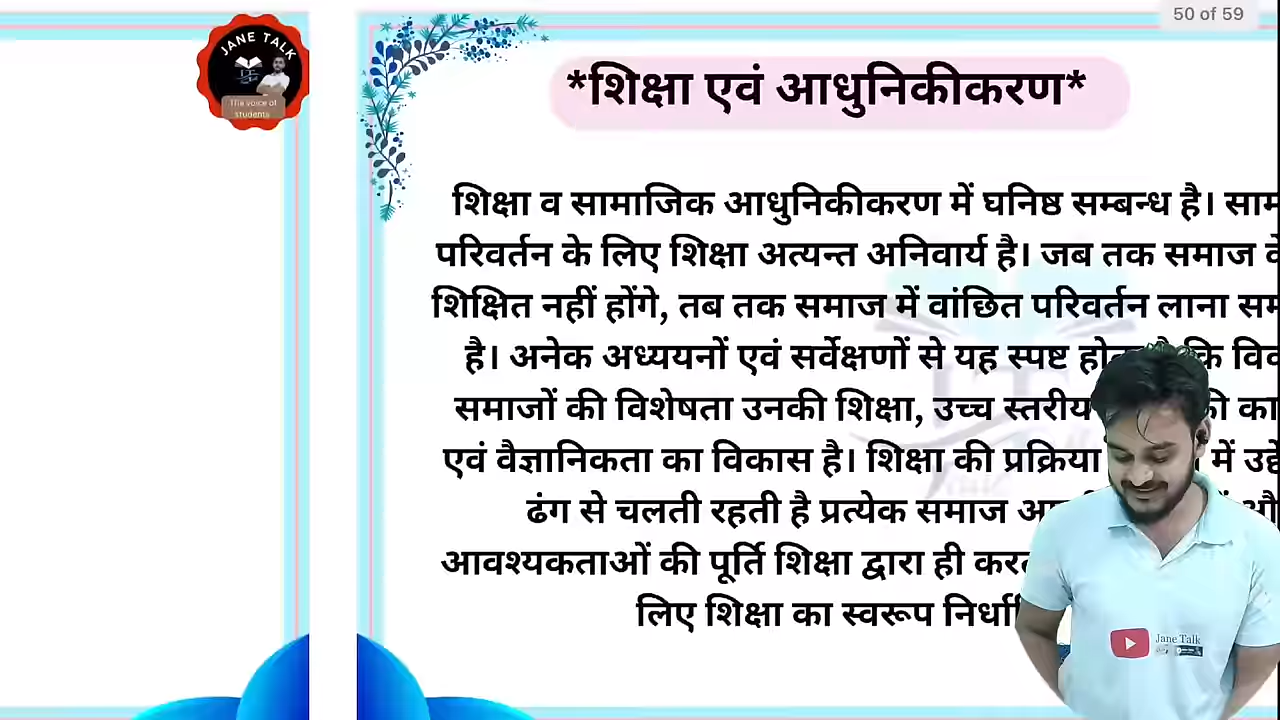 50 of 59
JANE TALK
The voice of
students
*शिक्षा एवं आधुनिकीकरण*
शिक्षा व सामाजिक आधुनिकीकरण में घनिष्ठ सम्बन्ध है।
परिवर्तन के लिए शिक्षा अत्यन्त अनिवार्य है। जब तक समाज
शिक्षित नहीं होंगे, तब तक समाज में वांछित परिवर्तन लाना
है। अनेक अध्ययनों एवं सर्वेक्षणों से यह स्पष्ट कि
समाजों की विशेषता उनकी शिक्षा, उच्च स्तरीय
एवं वैज्ञानिकता का विकास है। शिक्षा की प्रक्रिया में
ढंग से चलती रहती है प्रत्येक समाज
आवश्यकताओं की पूर्ति शिक्षा द्वारा ही
लिए शिक्षा का स्वरूप
Jane Talk